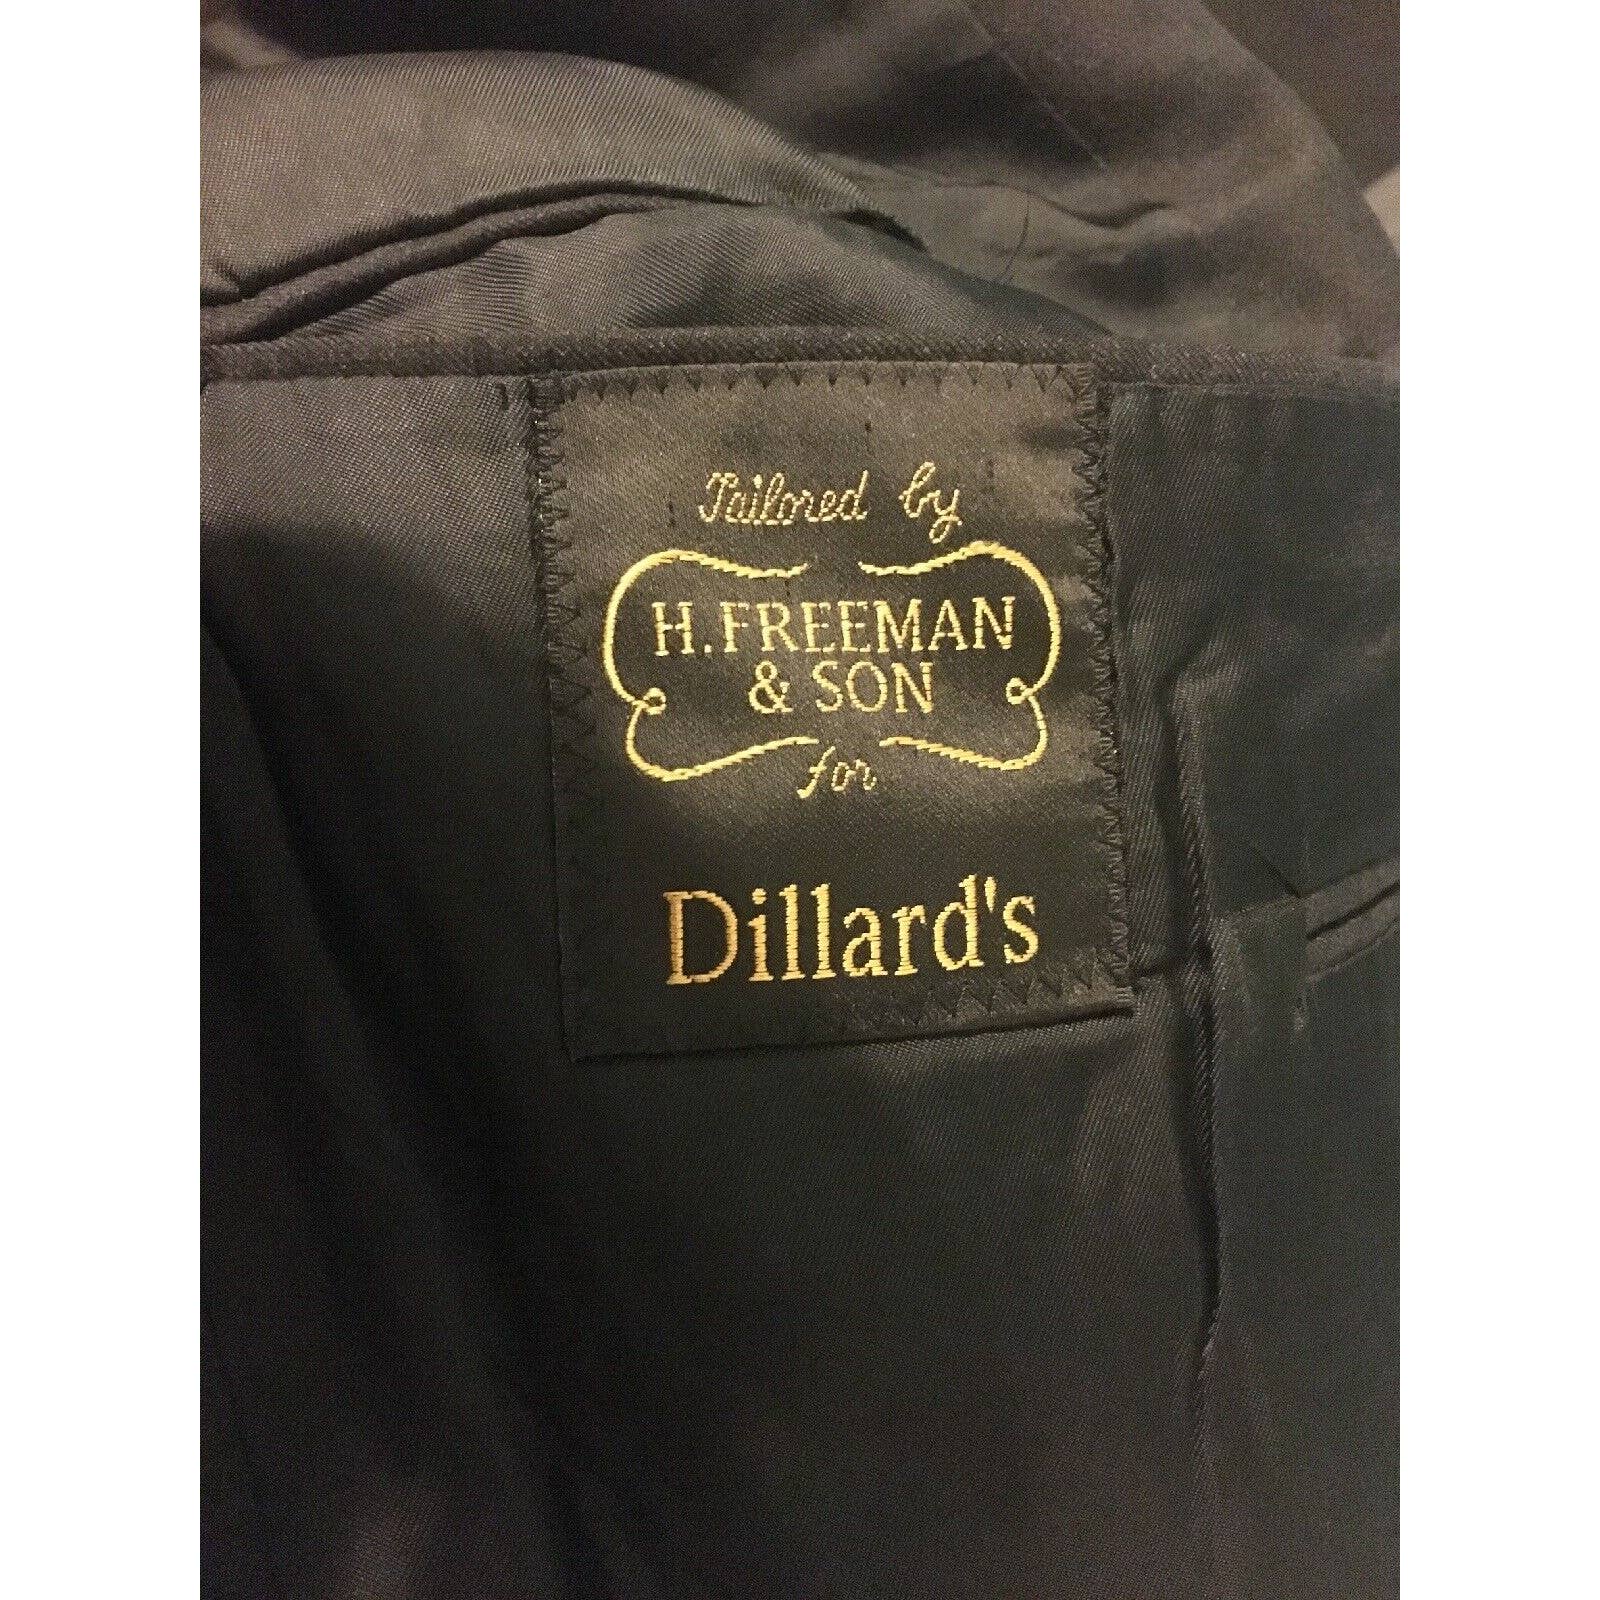 Tailored by
H. FREEMAN
& SON
for
Dillard's